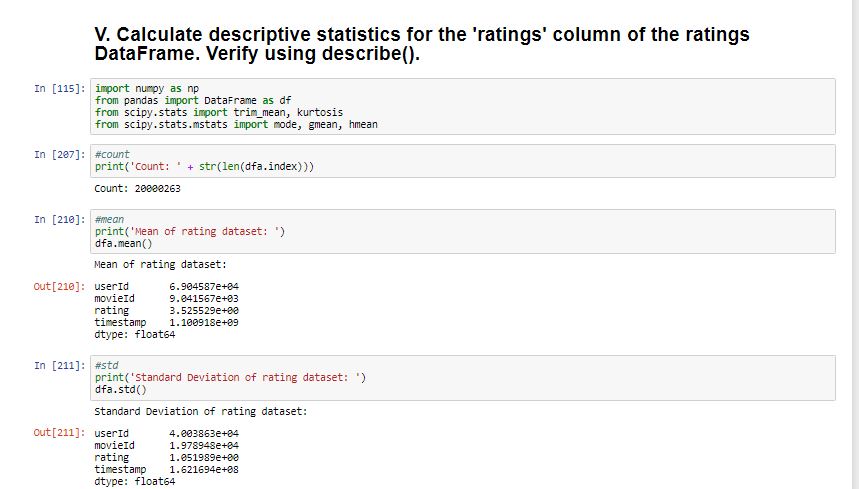 V. Calculate descriptive statistics for the 'ratings' column of the ratings
DataFrame. Verify using describe().
In [115]: import numpy as np
from pandas import DataFrame as df
from scipy.stats import trim_mean, kurtosis
from scipy.stats.mstats import mode, gmean, hmean
In [207]: #count
print('Count: ' + str(len(dfa.index)))
Count: 20000263
In [210]: #mean
print('Mean of rating dataset: ')
dfa.mean()
Mean of rating dataset:
Out[210]: userId 6.904587e+04
movieId 9.041567e+03
rating 3.525529e+00
timestamp 1.100918e+09
dtype: float64
In [211]: #std
print('Standard Deviation of rating dataset: ')
dfa.std()
Standard Deviation of rating dataset:
Out[211]: userId 4.003863e+04
movieId 1.978948e+04
rating 1.051989e+00
timestamp 1.621694e+08
dtype: float64